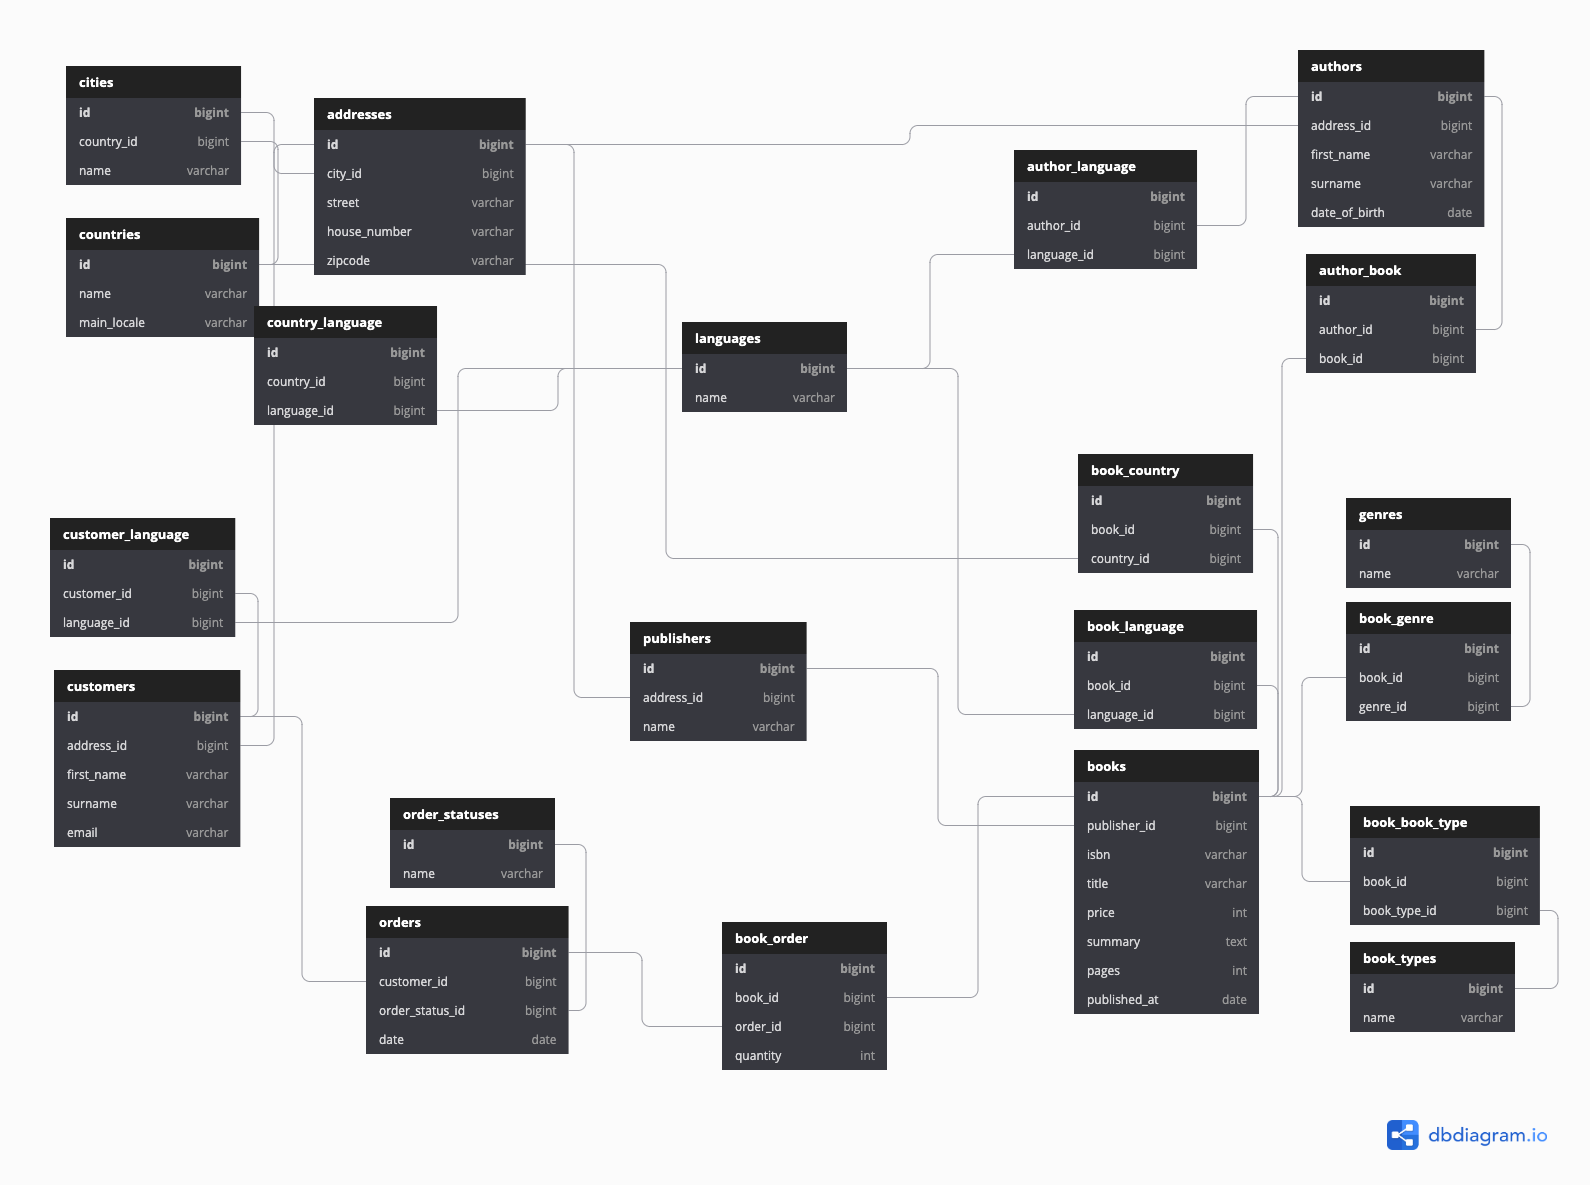 cities
id bigint
country_id bigint
name varchar
addresses
id bigint
city_id bigint
street varchar
house_number varchar
zipcode varchar
authors
id bigint
address_id bigint
first_name varchar
surname varchar
date_of_birth date
author_language
id bigint
author_id bigint
language_id bigint
countries
id bigint
name varchar
main_locale varchar
author_book
id bigint
author_id bigint
book_id bigint
country_language
id bigint
country_id bigint
language_id bigint
languages
id bigint
name varchar
book_country
id bigint
book_id bigint
country_id bigint
genres
id bigint
name varchar
customer_language
id bigint
customer_id bigint
language_id bigint
book_genre
id bigint
book_id bigint
genre_id bigint
book_language
id bigint
book_id bigint
language_id bigint
publishers
id bigint
address_id bigint
name varchar
customers
id bigint
address_id bigint
first_name varchar
surname varchar
email varchar
books
id bigint
publisher_id bigint
isbn varchar
title varchar
price int
summary text
pages int
published_at date
order_statuses
id bigint
name varchar
book_book_type
id bigint
book_id bigint
book_type_id bigint
orders
id bigint
customer_id bigint
order_status_id bigint
date date
book_order
id bigint
book_id bigint
order_id bigint
quantity int
book_types
id bigint
name varchar
dbdiagram.io